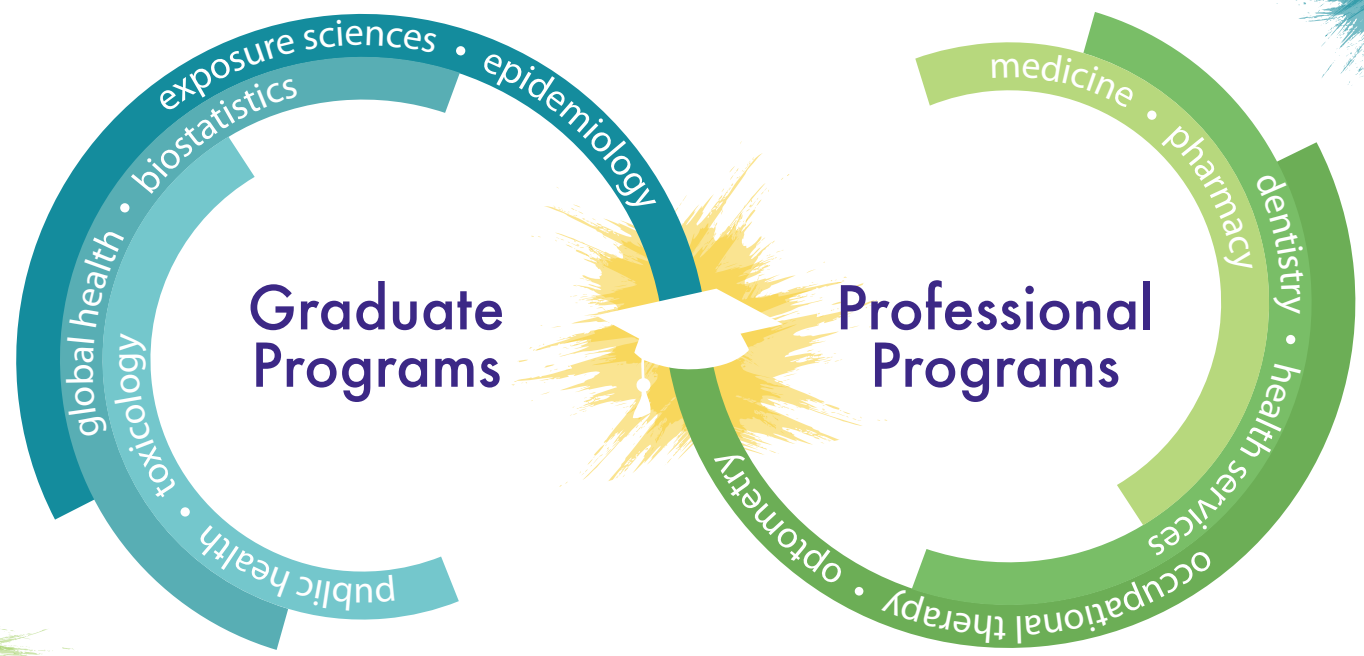 exposure sciences • epidemiology
global health • biostatistics
public health • toxicology
Graduate
Programs
medicine • pharmacy
dentistry • health services
occupational therapy • optometry
Professional
Programs